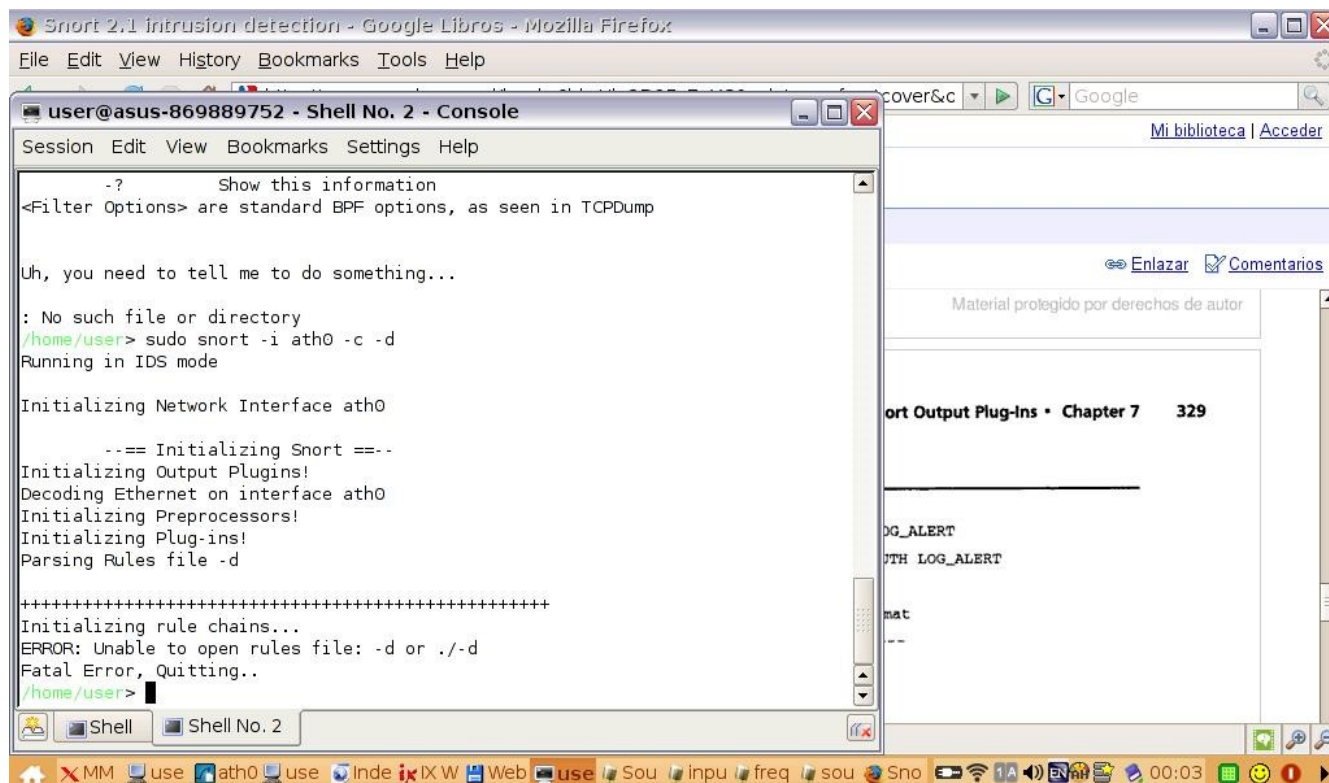 Snort 2.1 intrusion detection - Google Libros - Mozilla Firefox
File Edit View History Bookmarks Tools Help
cover&c
G Google
user@asus-869889752 - Shell No. 2 - Console
Session Edit View Bookmarks Settings Help
Mi biblioteca | Acceder
Enlazar Comentarios
Material protegido por derechos de autor
-? Show this information
<Filter Options> are standard BPF options, as seen in TCPDump
Uh, you need to tell me to do something...
: No such file or directory
/home/user> sudo snort -i ath0 -c -d
Running in IDS mode
Initializing Network Interface ath0
--== Initializing Snort ==--
Initializing Output Plugins!
Decoding Ethernet on interface ath0
Initializing Preprocessors!
Initializing Plug-ins!
Parsing Rules file -d
+++++++++++++++++++++++++++++++++++++++++++++++++++
Initializing rule chains...
ERROR: Unable to open rules file: -d or ./-d
Fatal Error, Quitting..
/home/user>
ort Output Plug-Ins • Chapter 7 329
OG_ALERT
UTH LOG_ALERT
mat
---
Shell Shell No. 2
MM use ath0 use Inde IX W Web use Sou inpu freq sou Sno 00:03